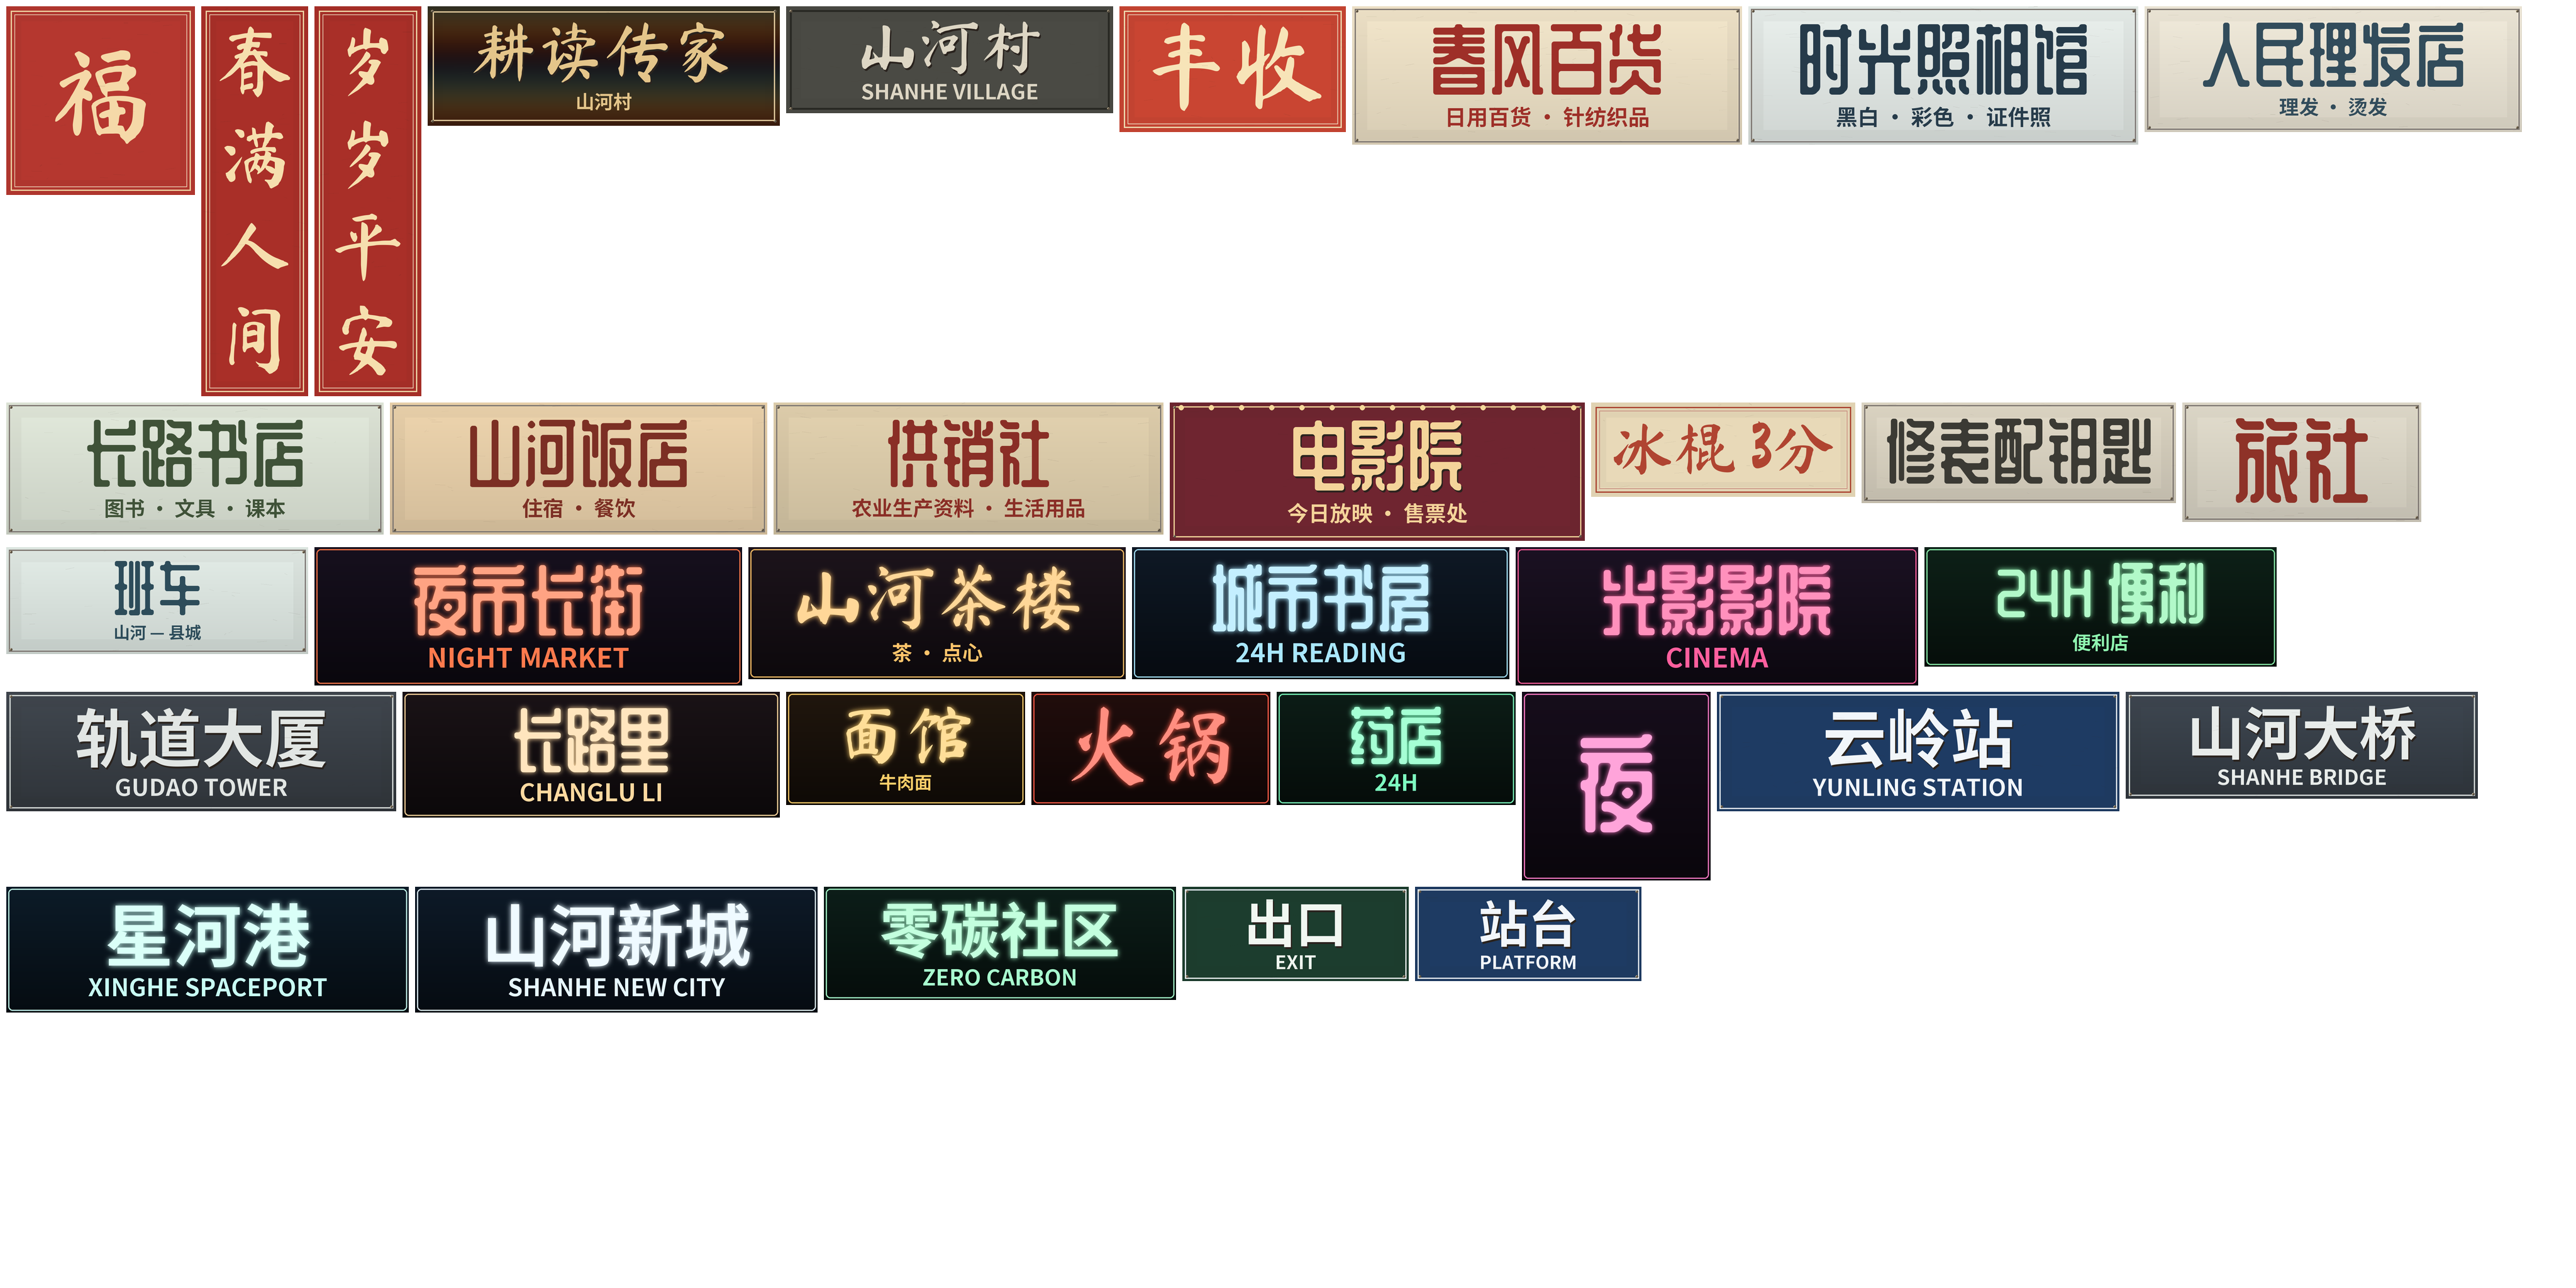 福
春满人间
岁岁平安
耕读传家
山河村
山河村
SHANHE VILLAGE
丰收
春风百货
日用百货 · 针纺织品
时光照相馆
黑白 · 彩色 · 证件照
人民理发店
理发 · 烫发
长路书店
图书 · 文具 · 课本
山河饭店
住宿 · 餐饮
供销社
农业生产资料 · 生活用品
电影院
今日放映 · 售票处
冰棍 3分
修表配钥匙
旅社
班车
山河 — 县城
夜市长街
NIGHT MARKET
山河茶楼
茶 · 点心
城市书房
24H READING
光影影院
CINEMA
24H 便利
便利店
轨道大厦
GUDAO TOWER
长路里
CHANGLU LI
面馆
牛肉面
火锅
药店
24H
夜
云岭站
YUNLING STATION
山河大桥
SHANHE BRIDGE
星河港
XINGHE SPACEPORT
山河新城
SHANHE NEW CITY
零碳社区
ZERO CARBON
出口
EXIT
站台
PLATFORM